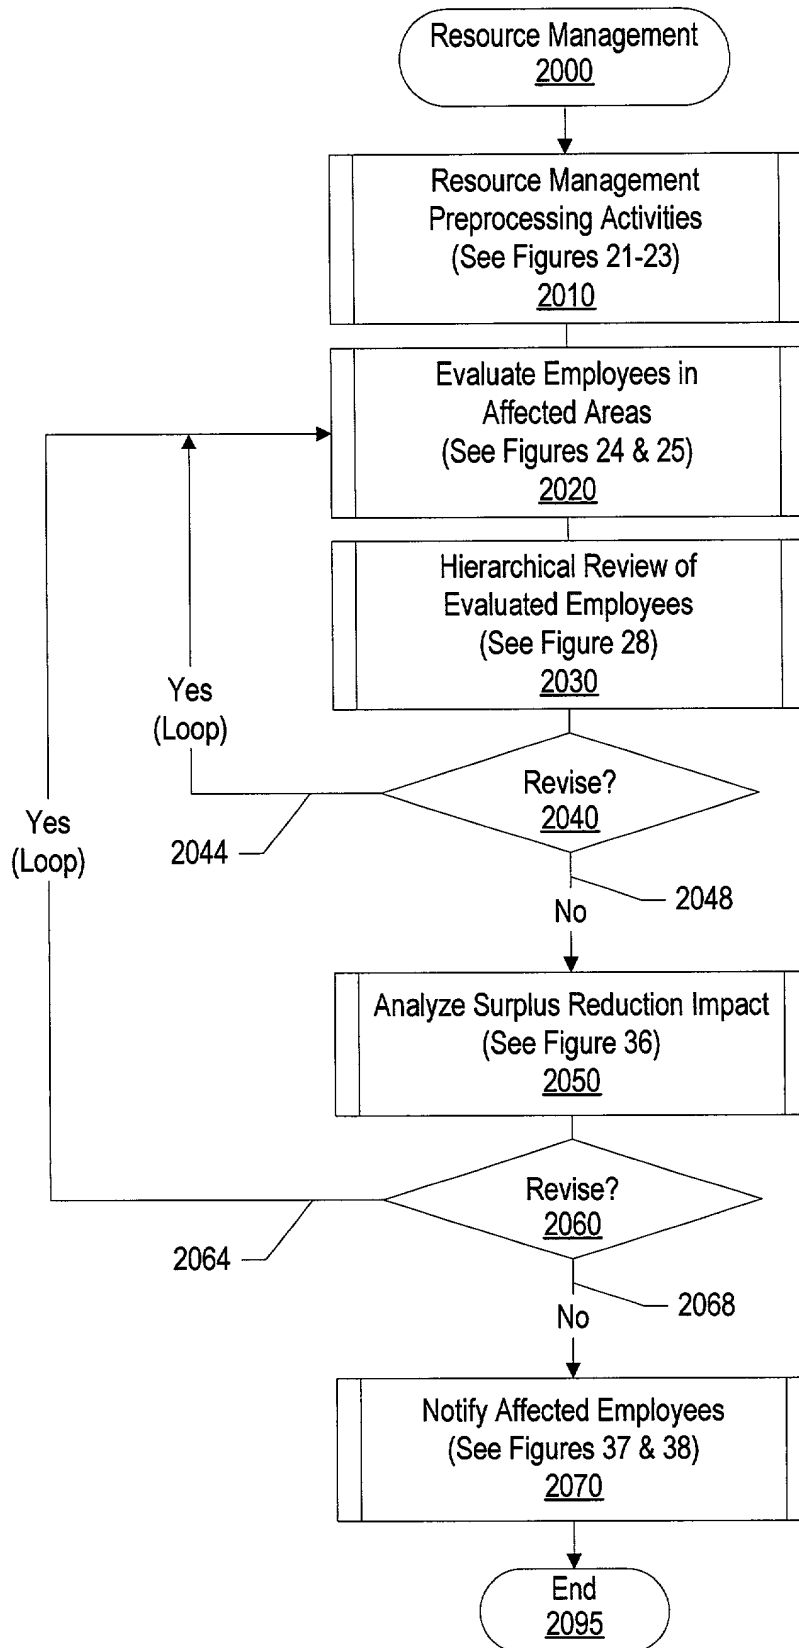 Resource Management
2000
Resource Management
Preprocessing Activities
(See Figures 21-23)
2010
Evaluate Employees in
Affected Areas
(See Figures 24 & 25)
2020
Hierarchical Review of
Evaluated Employees
(See Figure 28)
2030
Yes
(Loop)
Revise?
2040
2044
Yes
(Loop)
2048
No
Analyze Surplus Reduction Impact
(See Figure 36)
2050
Revise?
2060
2064
2068
No
Notify Affected Employees
(See Figures 37 & 38)
2070
End
2095